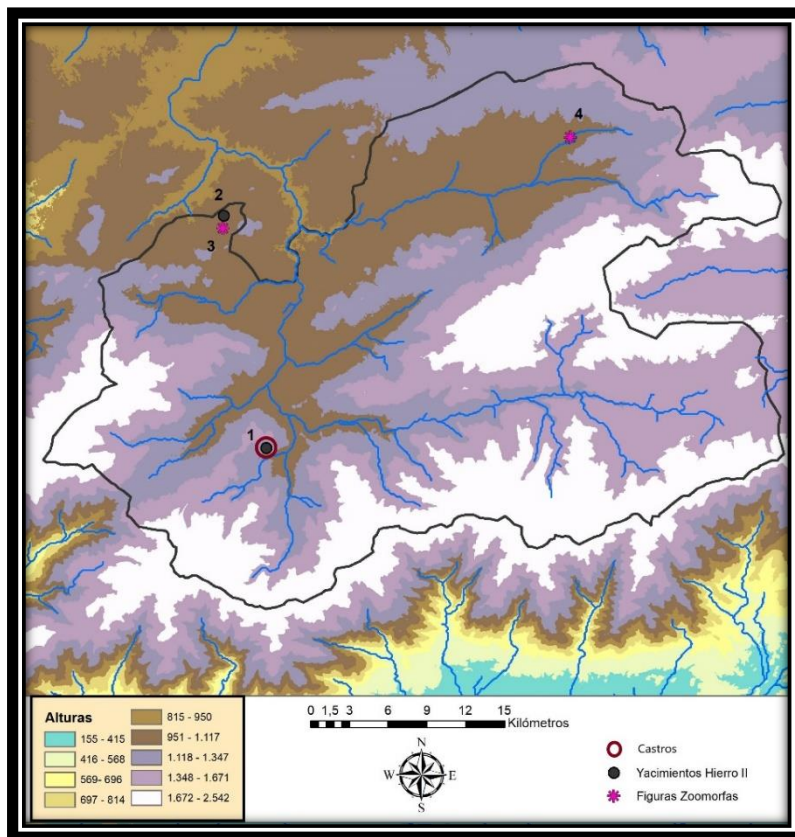 4
2
3
1
Alturas
155 - 415
416 - 568
569- 696
697 - 814
815 - 950
951 - 1.117
1.118 - 1.347
1.348 - 1.671
1.672 - 2.542
0 1,5 3 6 9 12 15
Kilómetros
N
W E
S
Castros
Yacimientos Hierro II
Figuras Zoomorfas